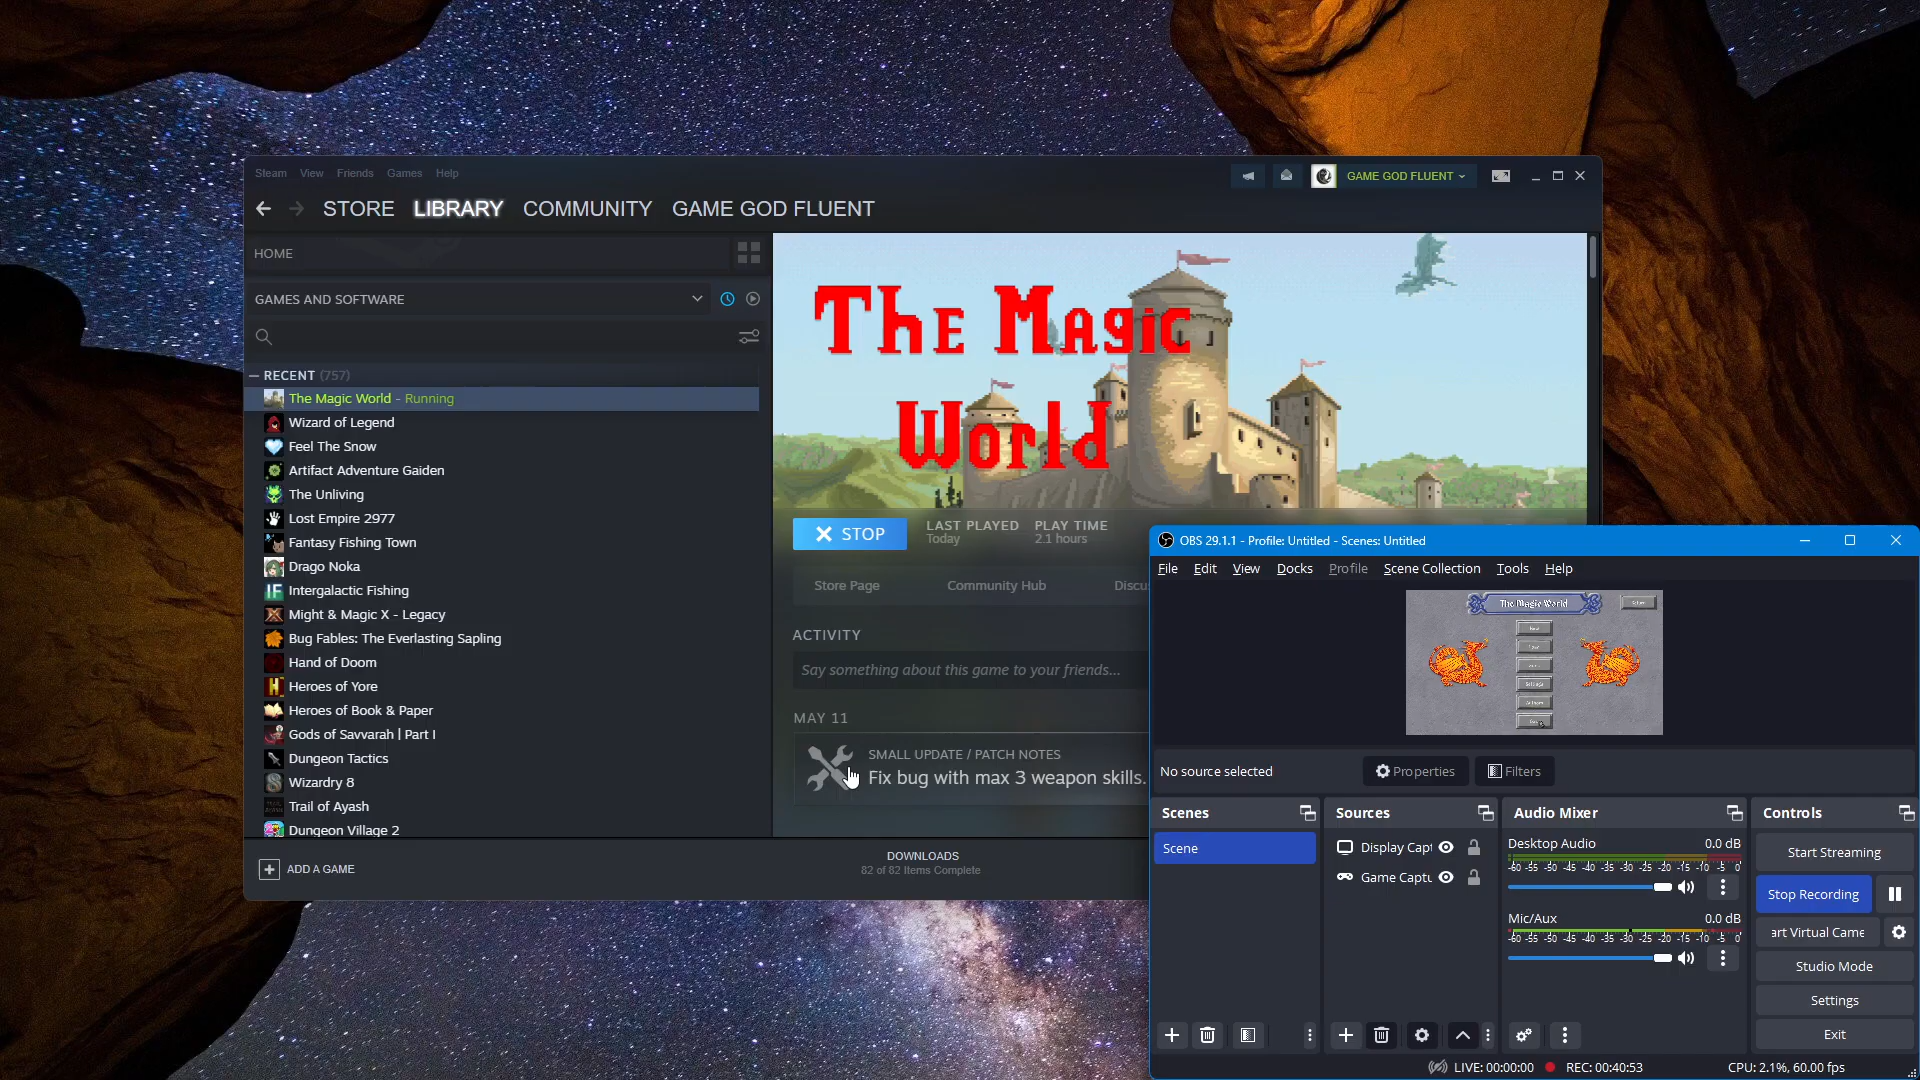 Steam View Friends Games Help
GAME GOD FLUENT
STORE LIBRARY COMMUNITY GAME GOD FLUENT
HOME
GAMES AND SOFTWARE
RECENT (757)
The Magic World - Running
Wizard of Legend
Feel The Snow
Artifact Adventure Gaiden
The Unliving
Lost Empire 2977
Fantasy Fishing Town
Drago Noka
Intergalactic Fishing
Might & Magic X - Legacy
Bug Fables: The Everlasting Sapling
Hand of Doom
Heroes of Yore
Heroes of Book & Paper
Gods of Savvarah | Part I
Dungeon Tactics
Wizardry 8
Trail of Ayash
Dungeon Village 2
ADD A GAME
The Magic
World
STOP
LAST PLAYED
Today
PLAY TIME
2.1 hours
Store Page Community Hub Discu
ACTIVITY
Say something about this game to your friends...
MAY 11
SMALL UPDATE / PATCH NOTES
Fix bug with max 3 weapon skills.
DOWNLOADS
82 of 82 Items Complete
OBS 29.1.1 - Profile: Untitled - Scenes: Untitled
File Edit View Docks Profile Scene Collection Tools Help
The Magic World
No source selected
Properties
Filters
Scenes
Scene
Sources
Display Capt
Game Captu
Audio Mixer
Desktop Audio 0.0 dB
-60 -55 -50 -45 -40 -35 -30 -25 -20 -15 -10 -5 0
Mic/Aux 0.0 dB
-60 -55 -50 -45 -40 -35 -30 -25 -20 -15 -10 -5 0
Controls
Start Streaming
Stop Recording
art Virtual Came
Studio Mode
Settings
Exit
LIVE: 00:00:00 REC: 00:40:53 CPU: 2.1%, 60.00 fps